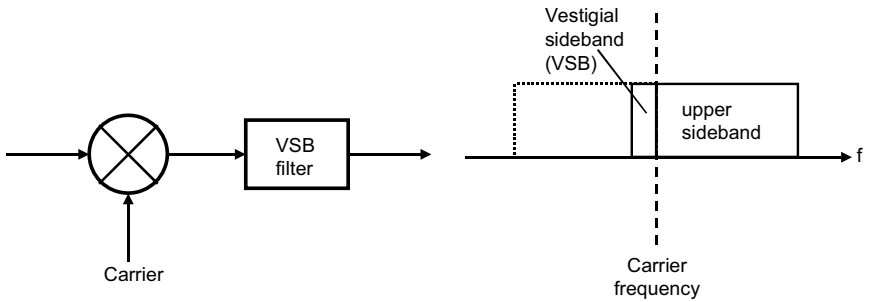 VSB
filter
Carrier
Vestigial
sideband
(VSB)
upper
sideband
f
Carrier
frequency